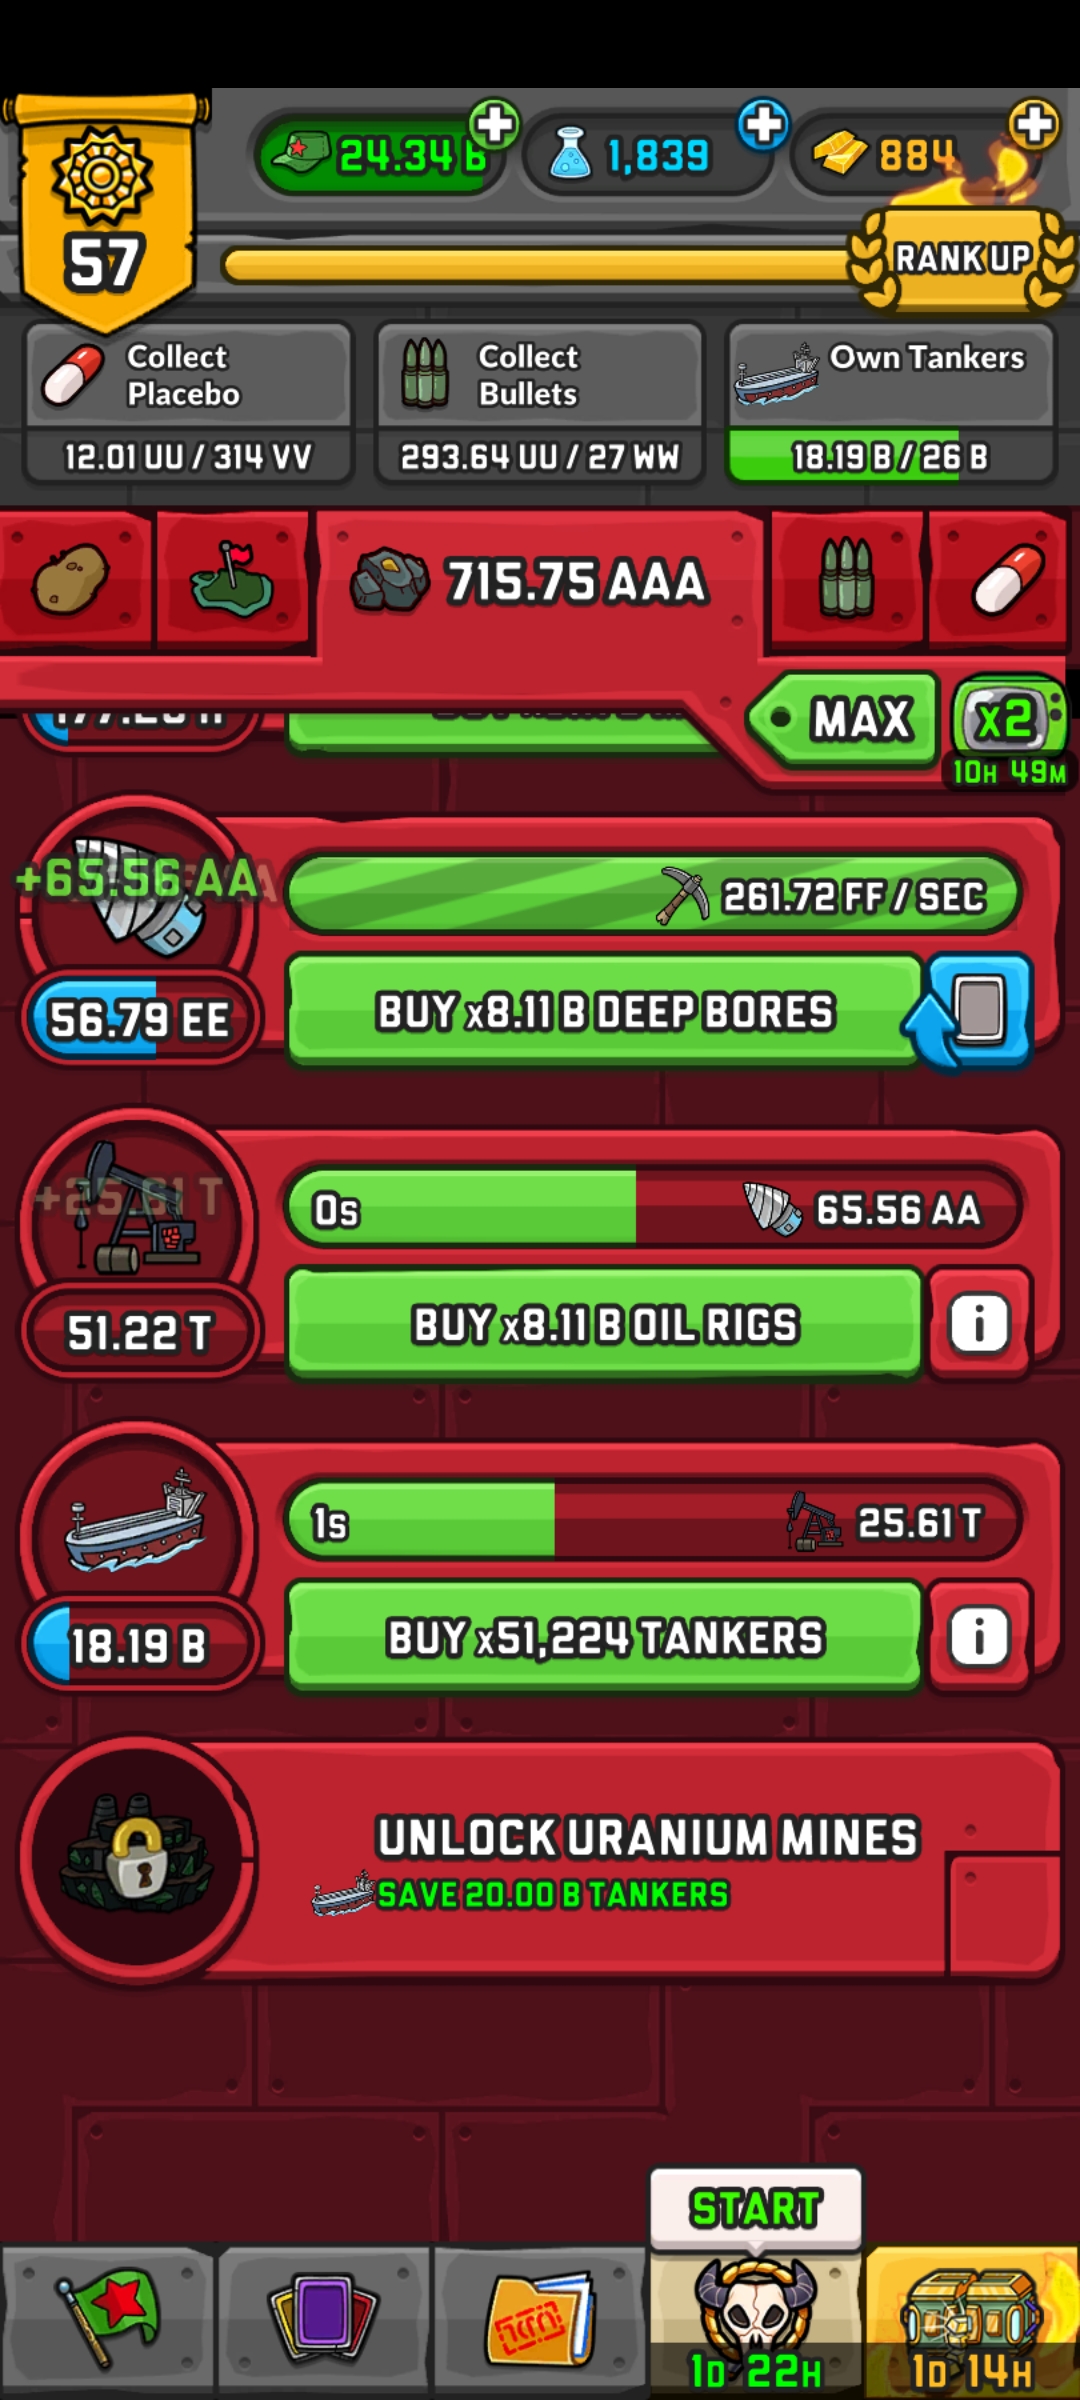 24.34 B
1,839
884
57
RANK UP
Collect
Placebo
12.01 UU / 314 VV
Collect
Bullets
293.64 UU / 27 WW
Own Tankers
18.19 B / 26 B
715.75 AAA
MAX
x2
10H 49M
+65.56 AA
261.72 FF / SEC
56.79 EE
BUY x8.11 B DEEP BORES
+25.61 T
0s
65.56 AA
51.22 T
BUY x8.11 B OIL RIGS
i
1s
25.61 T
18.19 B
BUY x51,224 TANKERS
i
UNLOCK URANIUM MINES
SAVE 20.00 B TANKERS
START
1D 22H
1D 14H